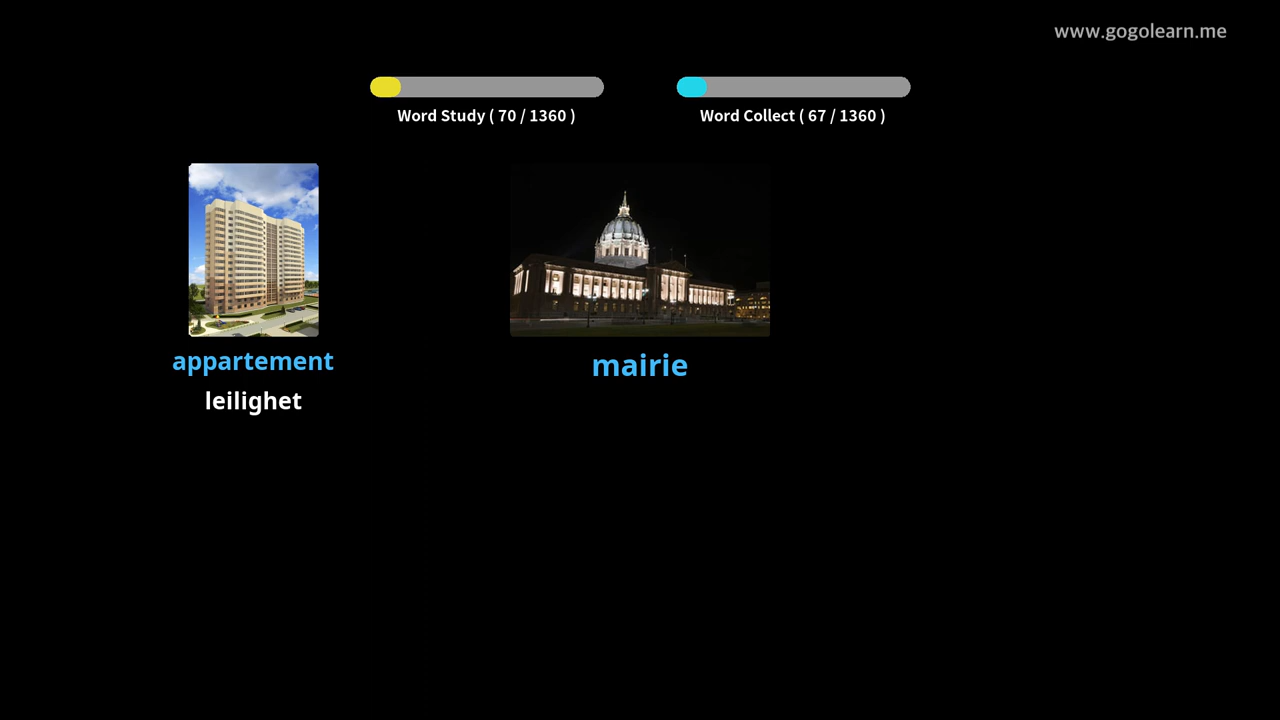 www.gogolearn.me
Word Study ( 70 / 1360 )
Word Collect ( 67 / 1360 )
appartement
leilighet
mairie